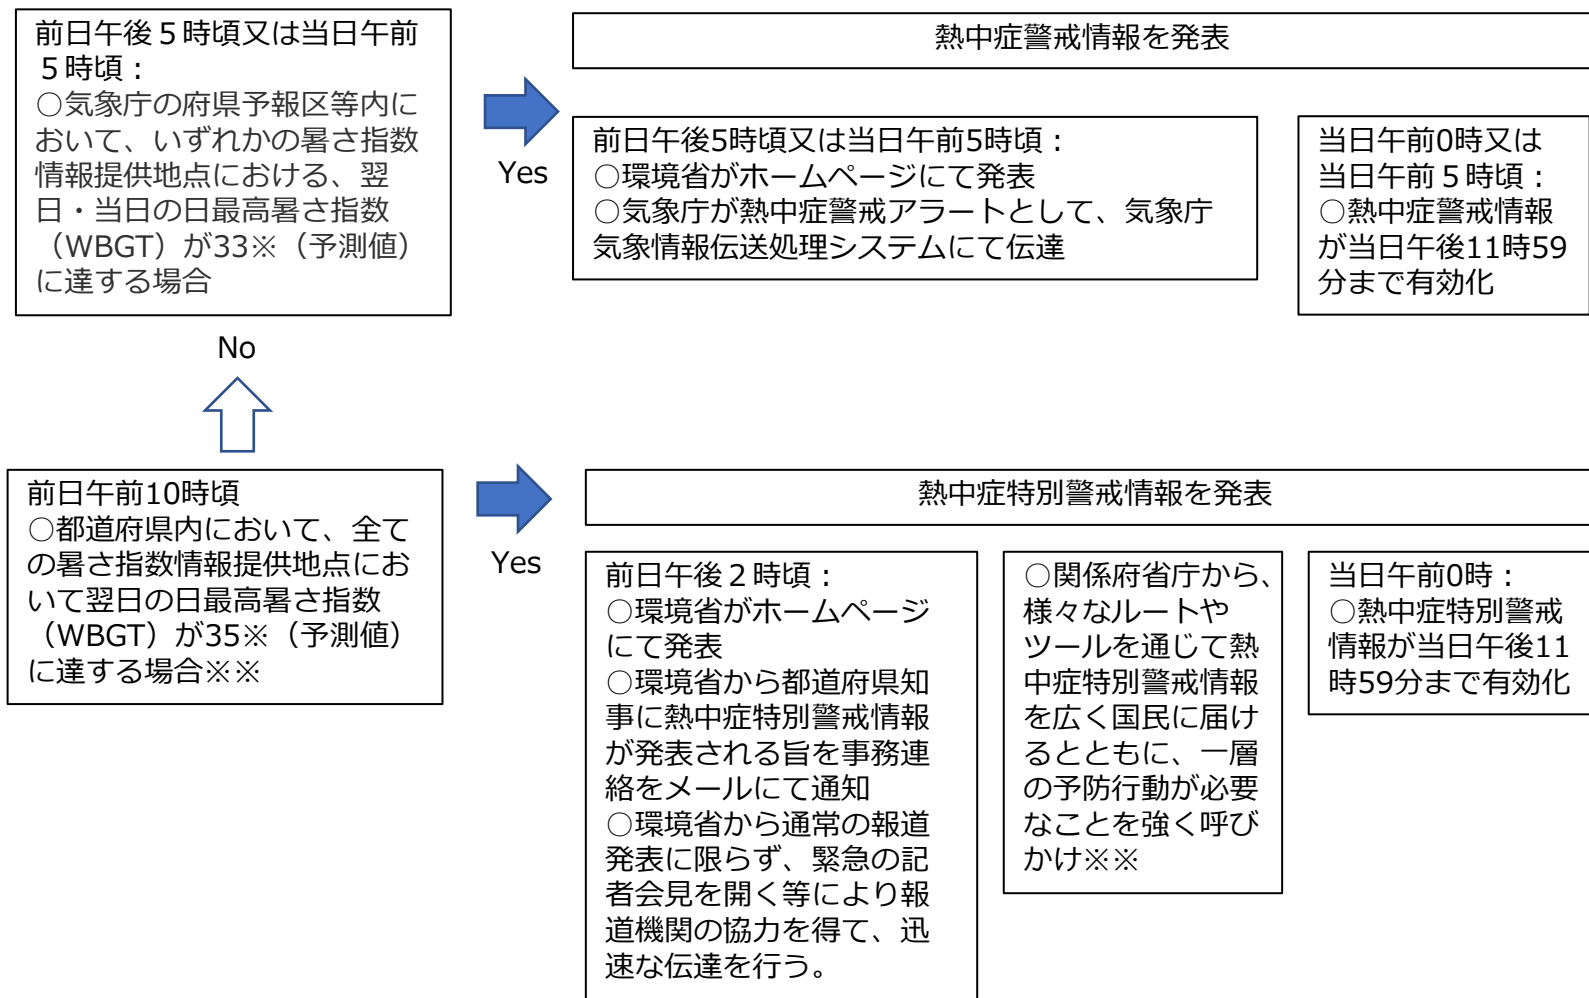 前日午後５時頃又は当日午前
５時頃：
○気象庁の府県予報区等内に
おいて、いずれかの暑さ指数
情報提供地点における、翌
日・当日の日最高暑さ指数
（WBGT）が33※（予測値）
に達する場合
Yes
熱中症警戒情報を発表
前日午後5時頃又は当日午前5時頃：
○環境省がホームページにて発表
○気象庁が熱中症警戒アラートとして、気象庁
気象情報伝送処理システムにて伝達
当日午前0時又は
当日午前５時頃：
○熱中症警戒情報
が当日午後11時59
分まで有効化
No
前日午前10時頃
○都道府県内において、全て
の暑さ指数情報提供地点にお
いて翌日の日最高暑さ指数
（WBGT）が35※（予測値）
に達する場合※※
Yes
熱中症特別警戒情報を発表
前日午後２時頃：
○環境省がホームページ
にて発表
○環境省から都道府県知
事に熱中症特別警戒情報
が発表される旨を事務連
絡をメールにて通知
○環境省から通常の報道
発表に限らず、緊急の記
者会見を開く等により報
道機関の協力を得て、迅
速な伝達を行う。
○関係府省庁から、
様々なルートや
ツールを通じて熱
中症特別警戒情報
を広く国民に届け
るとともに、一層
の予防行動が必要
なことを強く呼び
かけ※※
当日午前0時：
○熱中症特別警戒
情報が当日午後11
時59分まで有効化